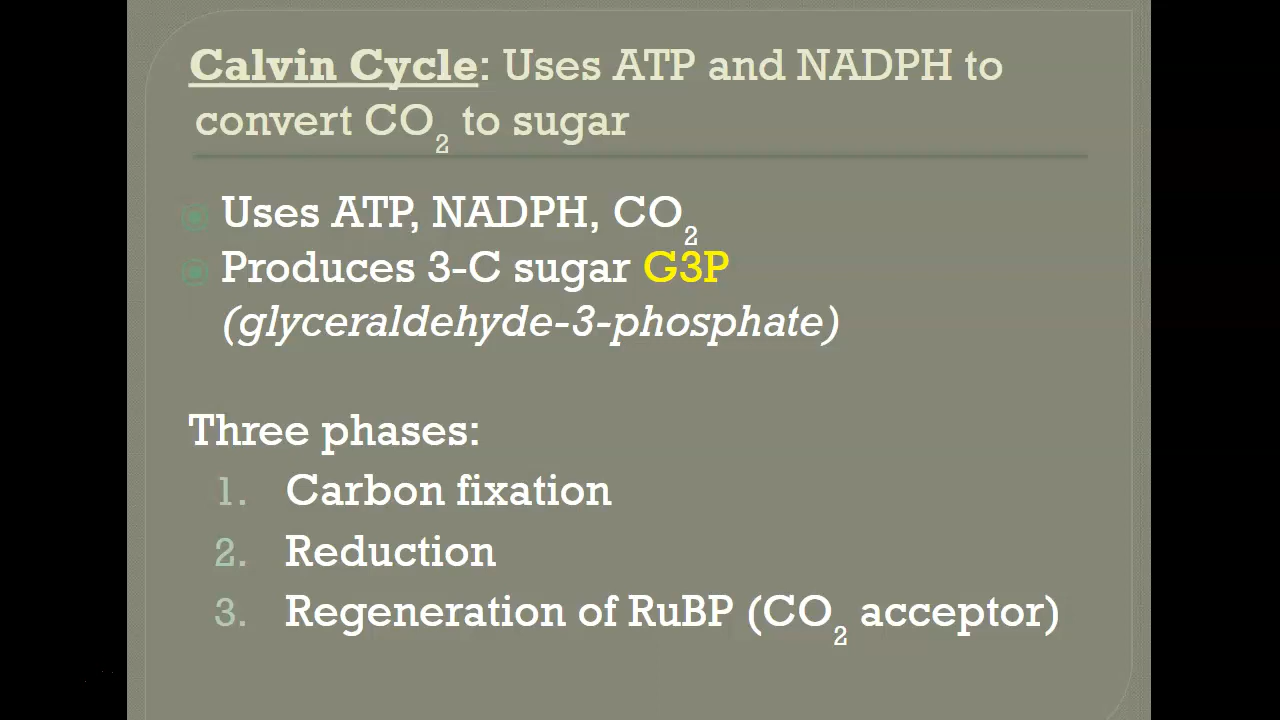 Calvin Cycle: Uses ATP and NADPH to
convert CO₂ to sugar
Uses ATP, NADPH, CO₂
Produces 3-C sugar G3P
(glyceraldehyde-3-phosphate)
Three phases:
1. Carbon fixation
2. Reduction
3. Regeneration of RuBP (CO₂ acceptor)